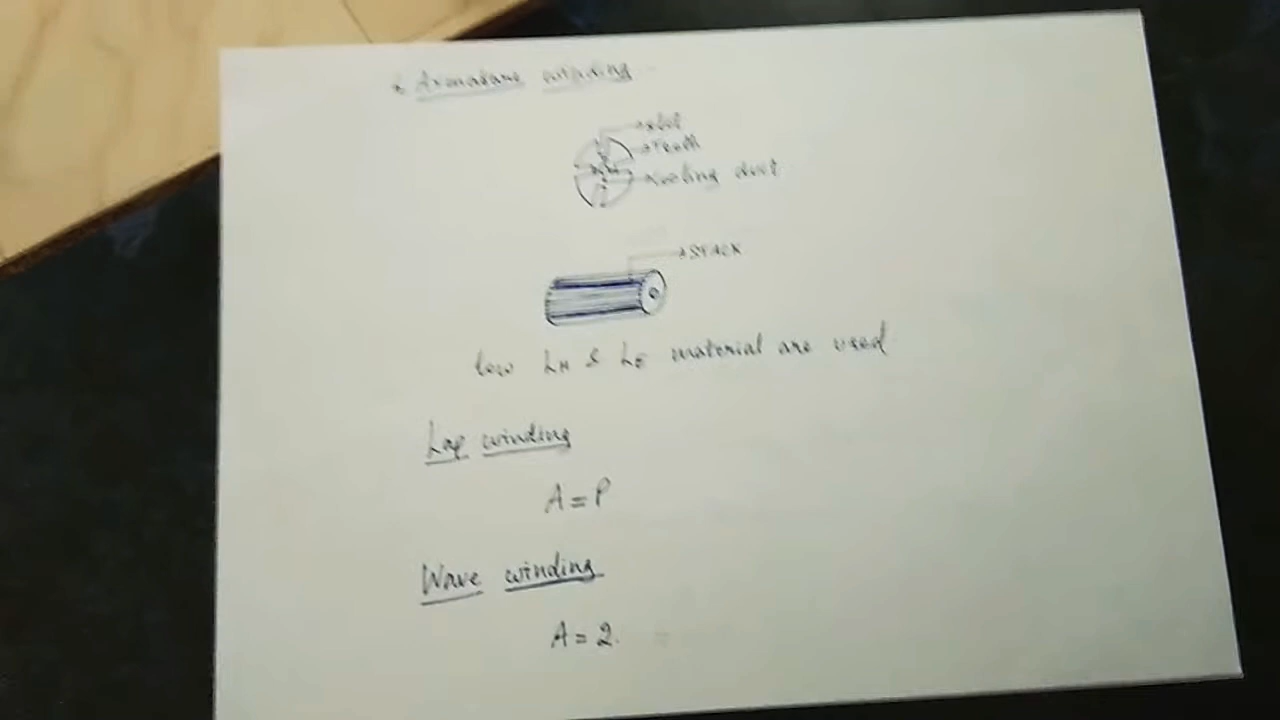 * Armature winding
slot
Teeth
Cooling duct
STACK
low LH & LE material are used
Lap winding
A = P
Wave winding
A = 2.